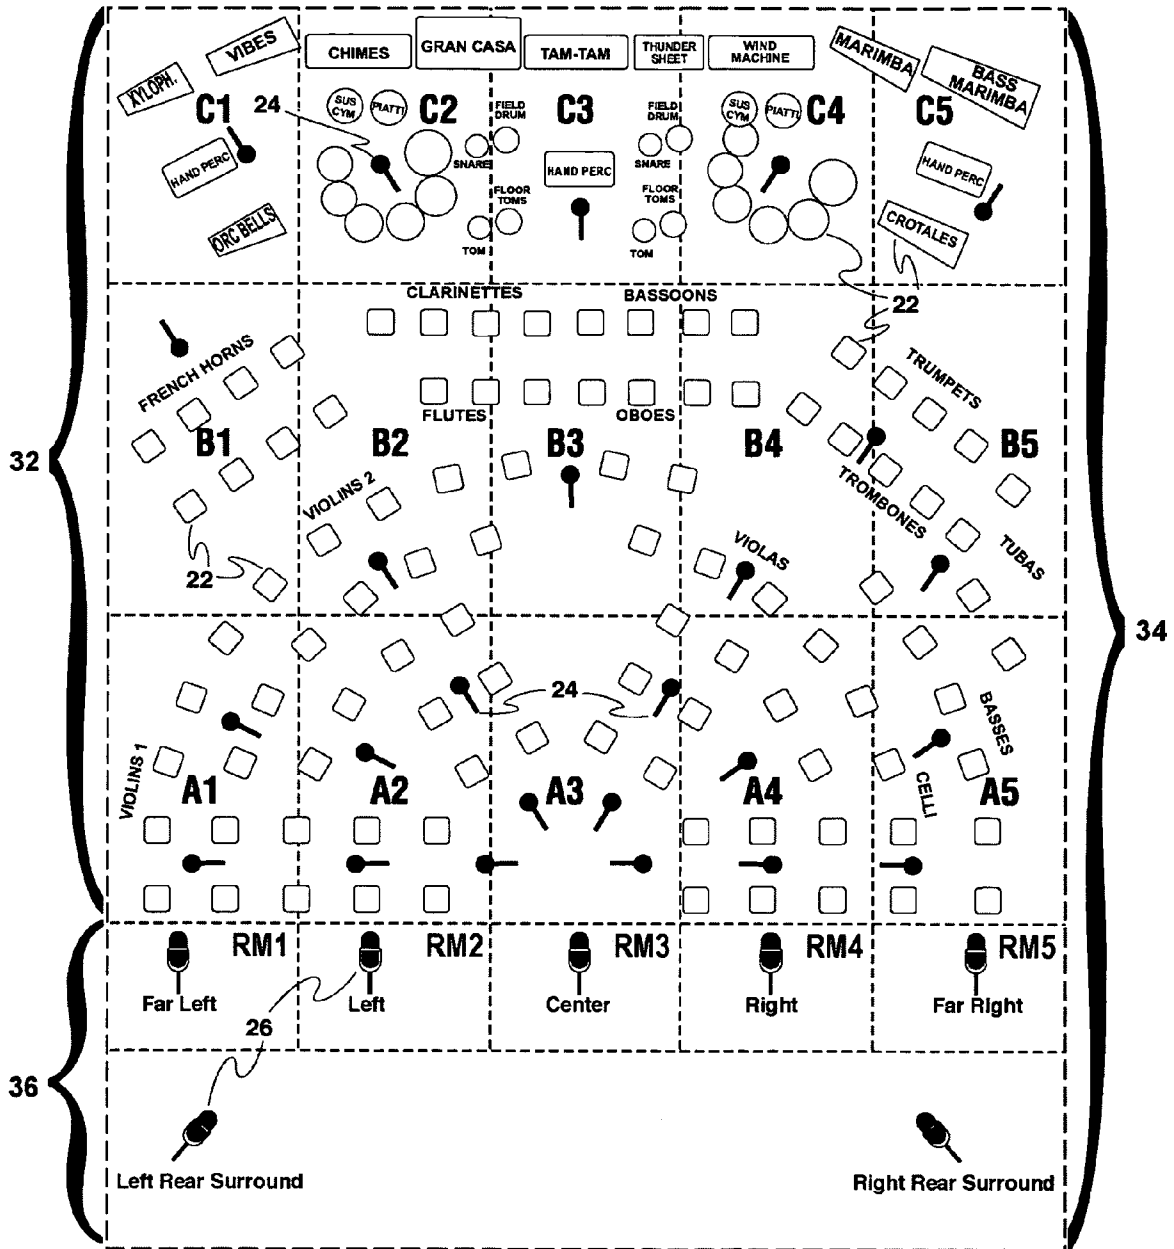 VIBES
CHIMES
GRAN CASA
TAM-TAM
THUNDER
SHEET
WIND
MACHINE
MARIMBA
BASS
MARIMBA
XYLOPH.
C1
24
SUS
CYM
PIATTI
C2
FIELD
DRUM
C3
FIELD
DRUM
SUS
CYM
PIATTI
C4
C5
HAND PERC
SNARE
HAND PERC
SNARE
HAND PERC
FLOOR
TOMS
FLOOR
TOMS
ORC BELLS
TOM
TOM
CROTALES
22
CLARINETTES
BASSOONS
FRENCH HORNS
TRUMPETS
FLUTES
OBOES
32
B1
B2
B3
B4
B5
VIOLINS 2
TROMBONES
VIOLAS
TUBAS
22
34
24
BASSES
VIOLINS 1
A1
A2
A3
A4
CELLI
A5
RM1
RM2
RM3
RM4
RM5
Far Left
Left
Center
Right
Far Right
26
36
Left Rear Surround
Right Rear Surround